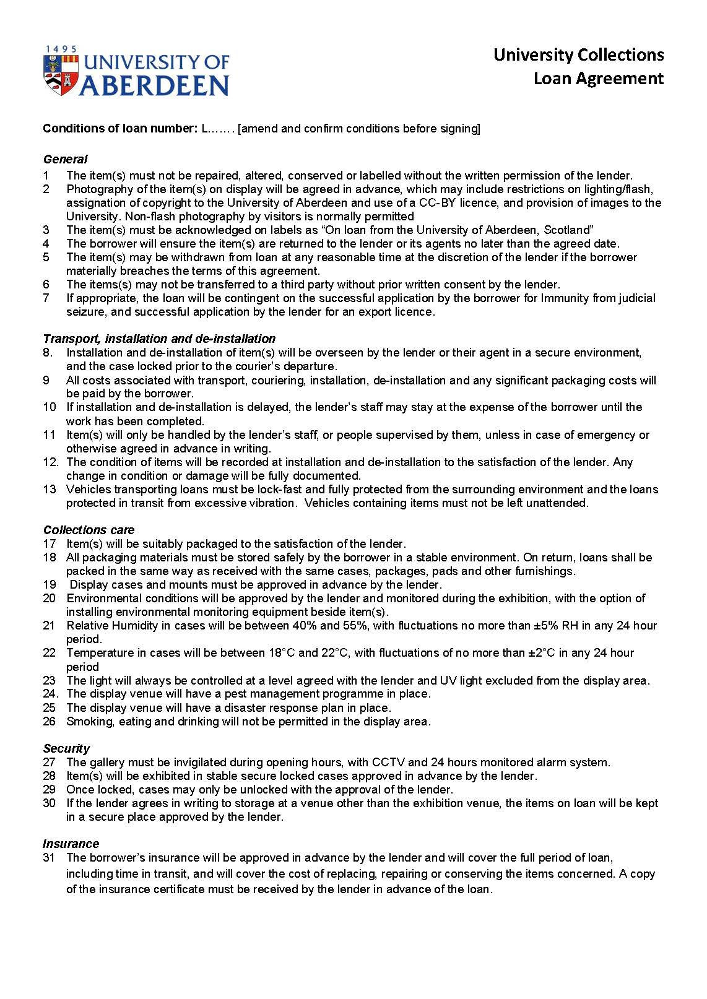 1495
UNIVERSITY OF
ABERDEEN
University Collections
Loan Agreement
Conditions of loan number: L……. [amend and confirm conditions before signing]
General
1 The item(s) must not be repaired, altered, conserved or labelled without the written permission of the lender.
2 Photography of the item(s) on display will be agreed in advance, which may include restrictions on lighting/flash,
assignation of copyright to the University of Aberdeen and use of a CC-BY licence, and provision of images to the
University. Non-flash photography by visitors is normally permitted
3 The item(s) must be acknowledged on labels as “On loan from the University of Aberdeen, Scotland”
4 The borrower will ensure the item(s) are returned to the lender or its agents no later than the agreed date.
5 The item(s) may be withdrawn from loan at any reasonable time at the discretion of the lender if the borrower
materially breaches the terms of this agreement.
6 The items(s) may not be transferred to a third party without prior written consent by the lender.
7 If appropriate, the loan will be contingent on the successful application by the borrower for Immunity from judicial
seizure, and successful application by the lender for an export licence.
Transport, installation and de-installation
8. Installation and de-installation of item(s) will be overseen by the lender or their agent in a secure environment,
and the case locked prior to the courier’s departure.
9 All costs associated with transport, couriering, installation, de-installation and any significant packaging costs will
be paid by the borrower.
10 If installation and de-installation is delayed, the lender’s staff may stay at the expense of the borrower until the
work has been completed.
11 Item(s) will only be handled by the lender’s staff, or people supervised by them, unless in case of emergency or
otherwise agreed in advance in writing.
12. The condition of items will be recorded at installation and de-installation to the satisfaction of the lender. Any
change in condition or damage will be fully documented.
13 Vehicles transporting loans must be lock-fast and fully protected from the surrounding environment and the loans
protected in transit from excessive vibration. Vehicles containing items must not be left unattended.
Collections care
17 Item(s) will be suitably packaged to the satisfaction of the lender.
18 All packaging materials must be stored safely by the borrower in a stable environment. On return, loans shall be
packed in the same way as received with the same cases, packages, pads and other furnishings.
19 Display cases and mounts must be approved in advance by the lender.
20 Environmental conditions will be approved by the lender and monitored during the exhibition, with the option of
installing environmental monitoring equipment beside item(s).
21 Relative Humidity in cases will be between 40% and 55%, with fluctuations no more than ±5% RH in any 24 hour
period.
22 Temperature in cases will be between 18°C and 22°C, with fluctuations of no more than ±2°C in any 24 hour
period
23 The light will always be controlled at a level agreed with the lender and UV light excluded from the display area.
24. The display venue will have a pest management programme in place.
25 The display venue will have a disaster response plan in place.
26 Smoking, eating and drinking will not be permitted in the display area.
Security
27 The gallery must be invigilated during opening hours, with CCTV and 24 hours monitored alarm system.
28 Item(s) will be exhibited in stable secure locked cases approved in advance by the lender.
29 Once locked, cases may only be unlocked with the approval of the lender.
30 If the lender agrees in writing to storage at a venue other than the exhibition venue, the items on loan will be kept
in a secure place approved by the lender.
Insurance
31 The borrower’s insurance will be approved in advance by the lender and will cover the full period of loan,
including time in transit, and will cover the cost of replacing, repairing or conserving the items concerned. A copy
of the insurance certificate must be received by the lender in advance of the loan.